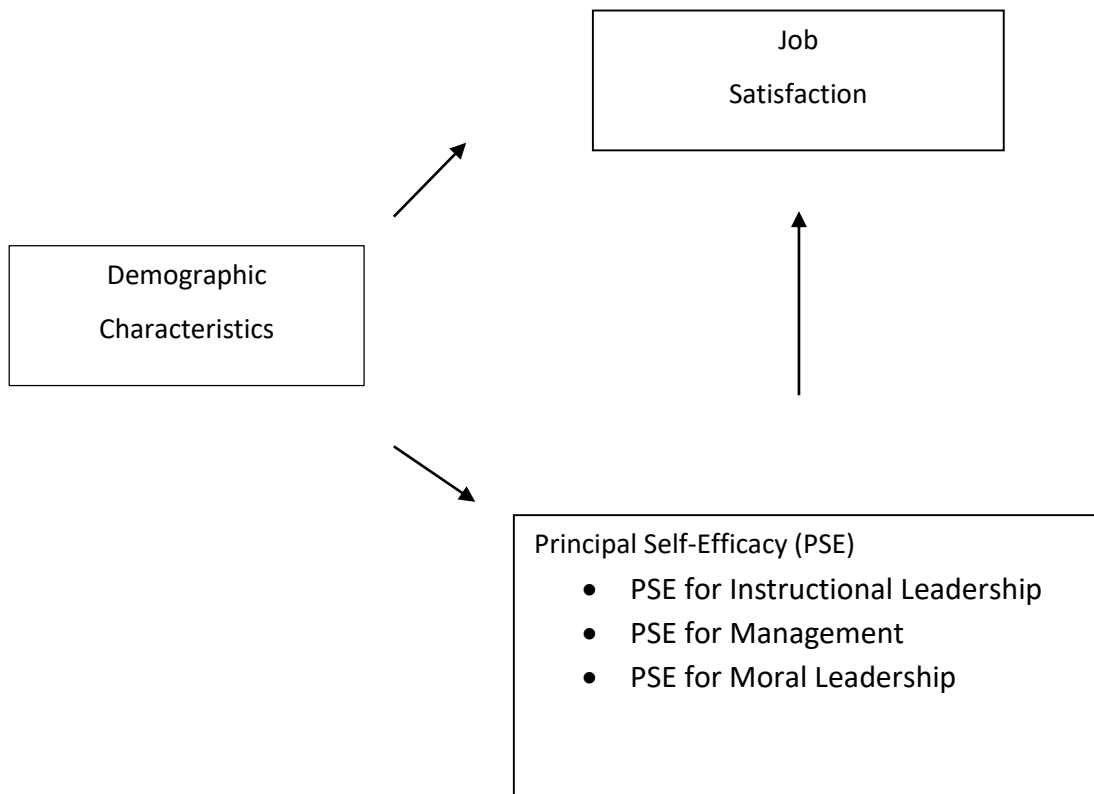 Job
Satisfaction
Demographic
Characteristics
Principal Self-Efficacy (PSE)
• PSE for Instructional Leadership
• PSE for Management
• PSE for Moral Leadership